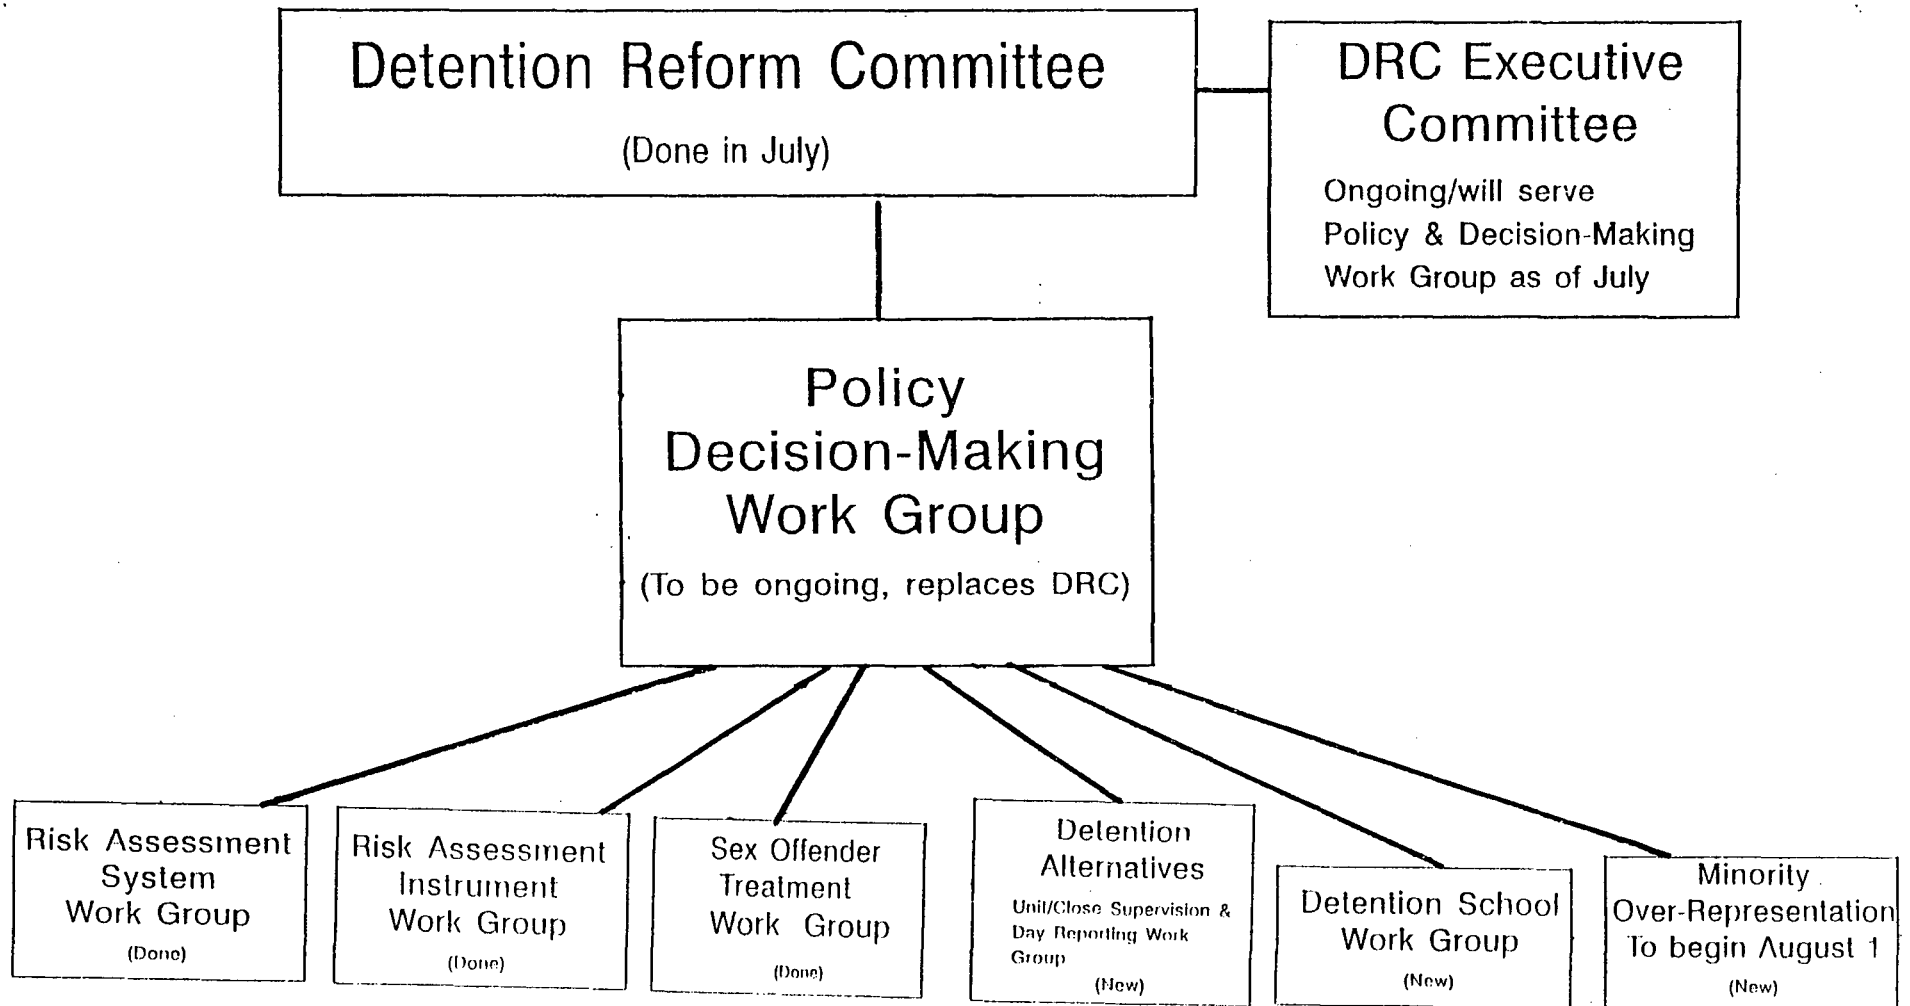 Detention Reform Committee
(Done in July)
DRC Executive
Committee
Ongoing/will serve
Policy & Decision-Making
Work Group as of July
Policy
Decision-Making
Work Group
(To be ongoing, replaces DRC)
Risk Assessment
System
Work Group
(Done)
Risk Assessment
Instrument
Work Group
(Done)
Sex Offender
Treatment
Work Group
(Done)
Detention
Alternatives
Unit/Close Supervision &
Day Reporting Work
Group
(New)
Detention School
Work Group
(New)
Minority
Over-Representation
To begin August 1
(New)